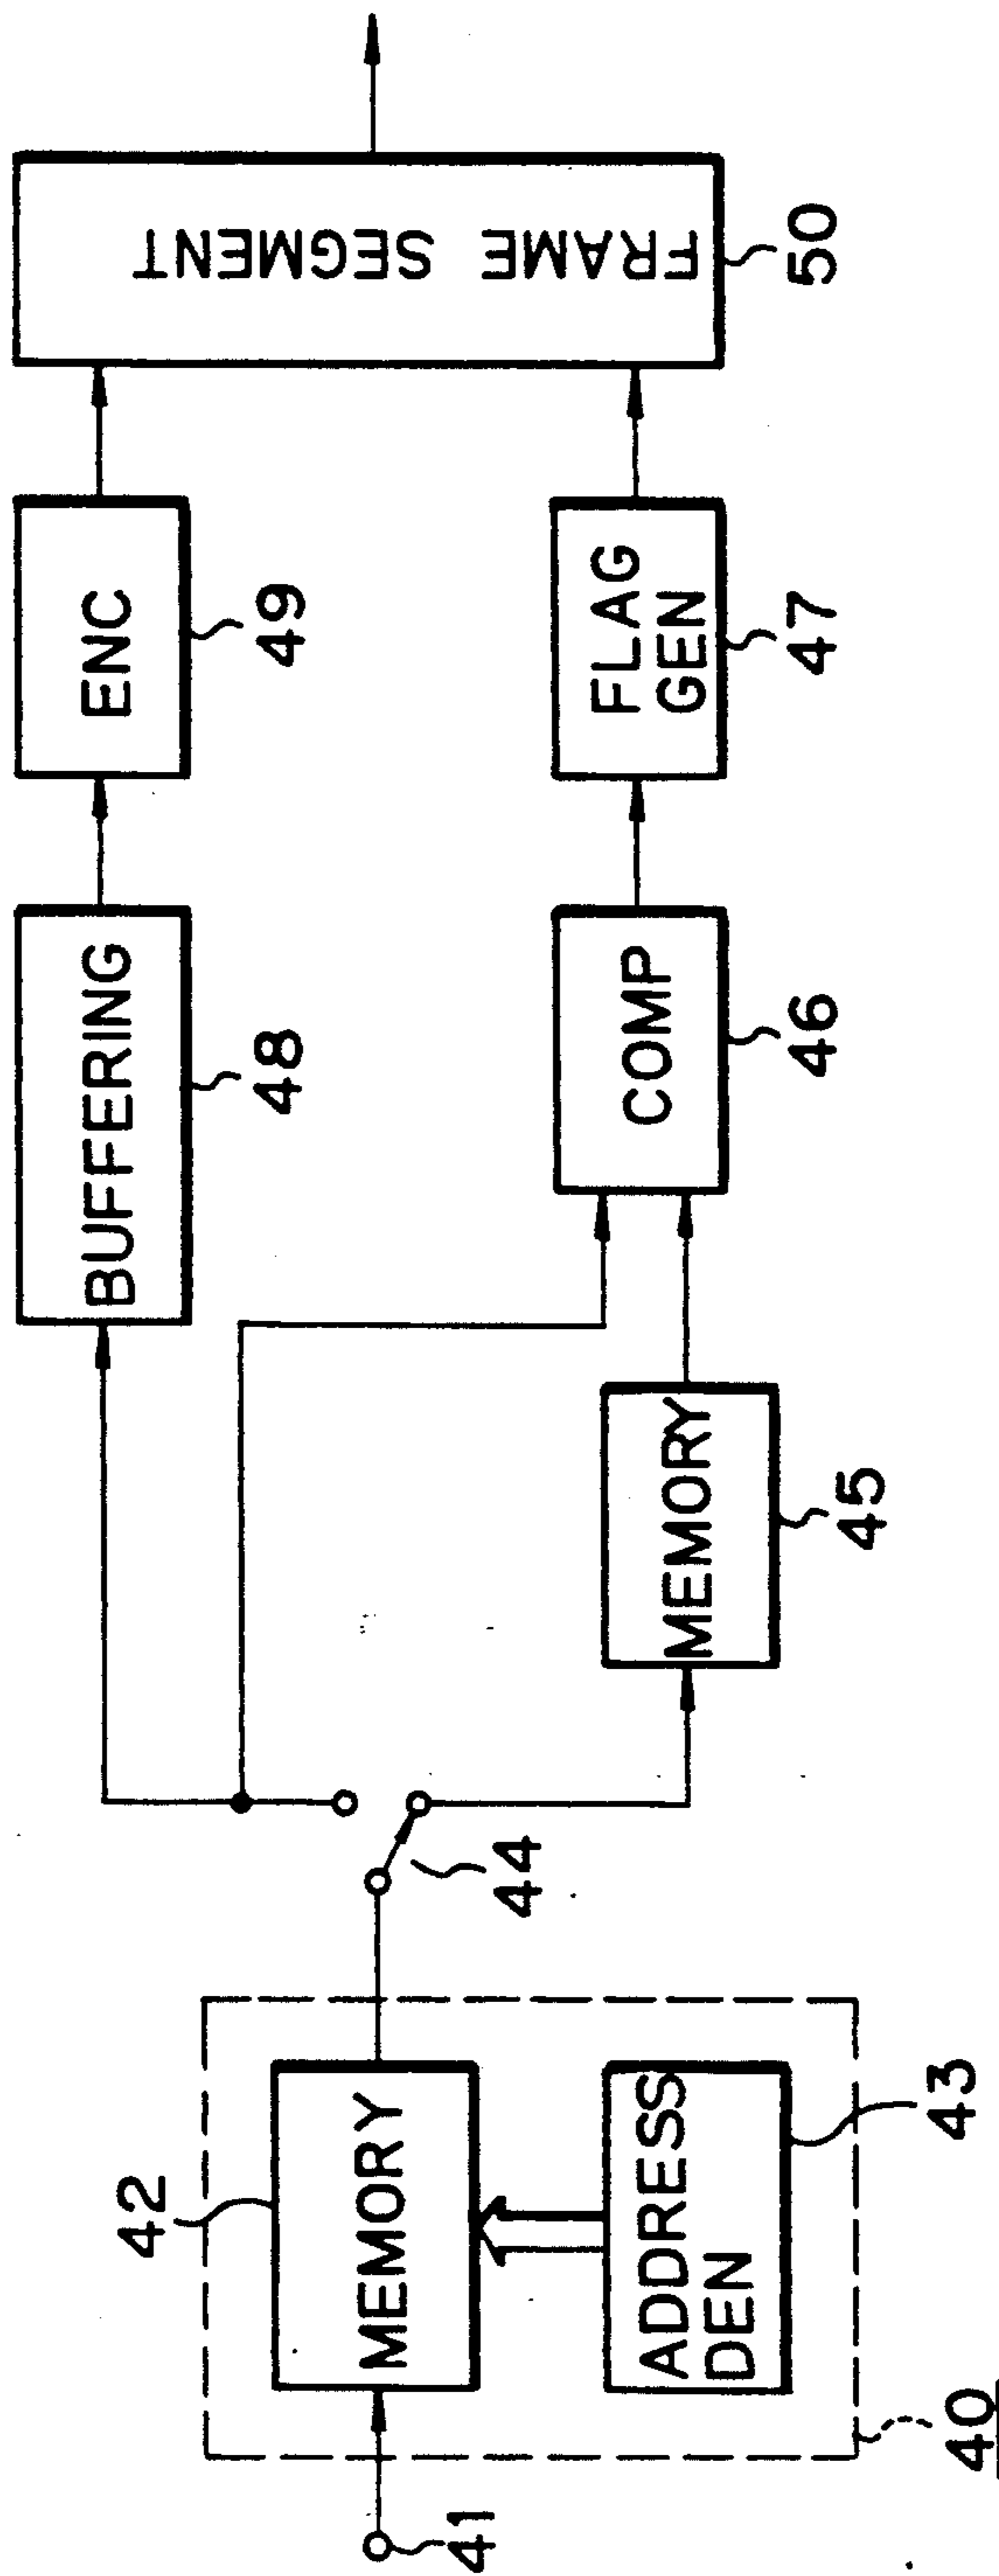 41
40
42
MEMORY
ADDRESS
DEN
43
44
MEMORY
45
BUFFERING
48
COMP
46
ENC
49
FLAG
GEN
47
FRAME SEGMENT
50